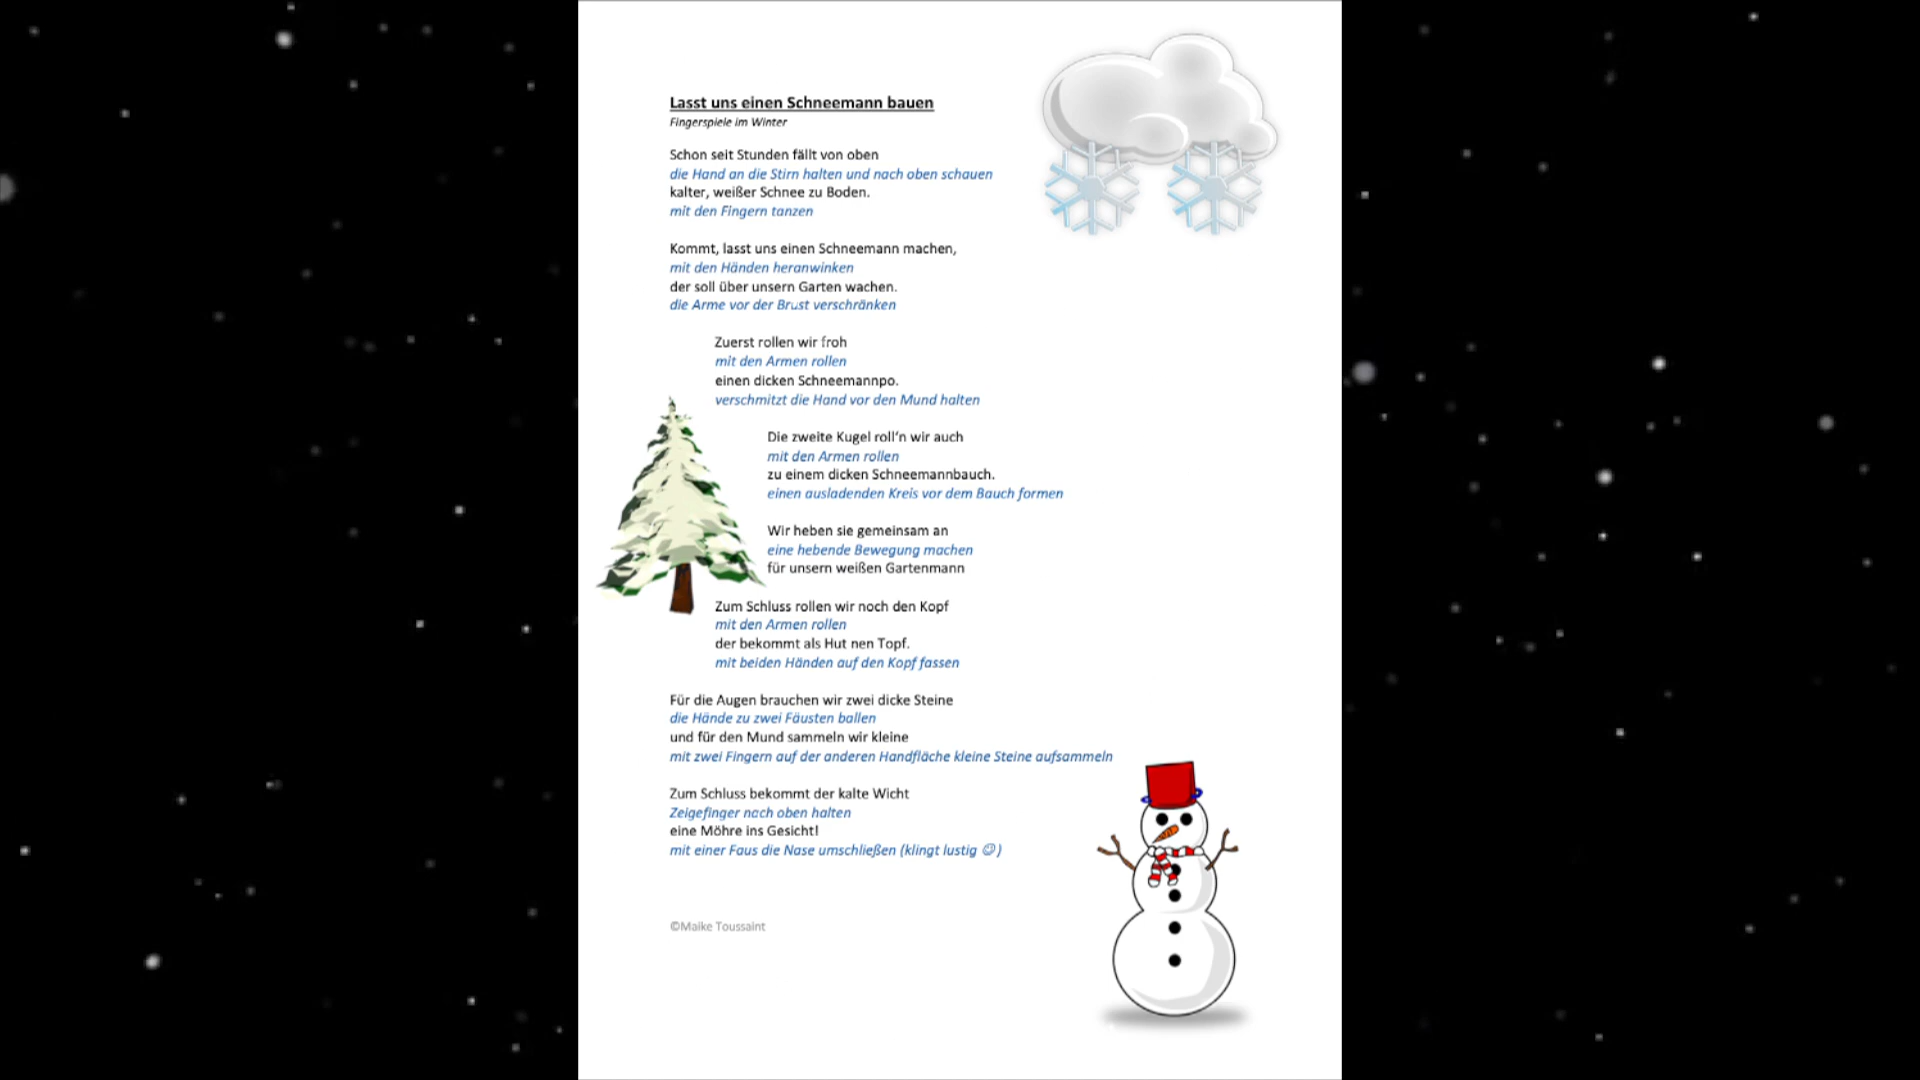 Lasst uns einen Schneemann bauen
Fingerspiele im Winter
Schon seit Stunden fällt von oben
die Hand an die Stirn halten und nach oben schauen
kalter, weißer Schnee zu Boden.
mit den Fingern tanzen
Kommt, lasst uns einen Schneemann machen,
mit den Händen heranwinken
der soll über unsern Garten wachen.
die Arme vor der Brust verschränken
Zuerst rollen wir froh
mit den Armen rollen
einen dicken Schneemannpo.
verschmitzt die Hand vor den Mund halten
Die zweite Kugel roll'n wir auch
mit den Armen rollen
zu einem dicken Schneemannbauch.
einen ausladenden Kreis vor dem Bauch formen
Wir heben sie gemeinsam an
eine hebende Bewegung machen
für unsern weißen Gartenmann
Zum Schluss rollen wir noch den Kopf
mit den Armen rollen
der bekommt als Hut nen Topf.
mit beiden Händen auf den Kopf fassen
Für die Augen brauchen wir zwei dicke Steine
die Hände zu zwei Fäusten ballen
und für den Mund sammeln wir kleine
mit zwei Fingern auf der anderen Handfläche kleine Steine aufsammeln
Zum Schluss bekommt der kalte Wicht
Zeigefinger nach oben halten
eine Möhre ins Gesicht!
mit einer Faus die Nase umschließen (klingt lustig ☺)
©Maike Toussaint